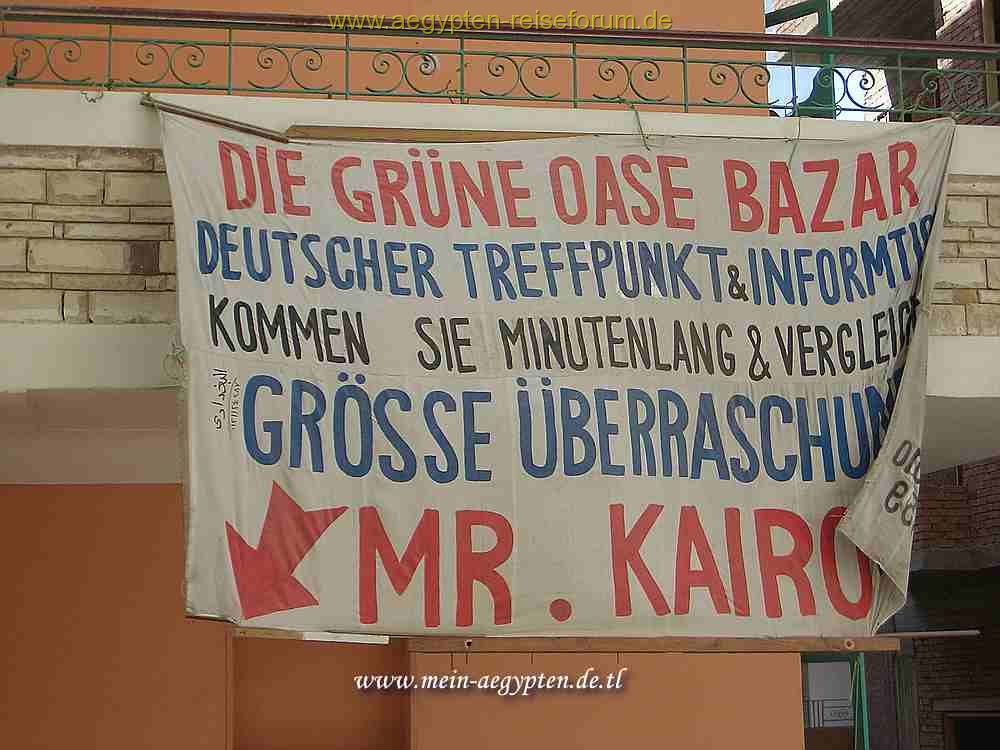 www.aegypten-reiseforum.de
DIE GRÜNE OASE BAZAR
DEUTSCHER TREFFPUNKT & INFORMTI
KOMMEN SIE MINUTENLANG & VERGLEIC
GRÖSSE ÜBERRASCHUN
MR. KAIRO
www.mein-aegypten.de.tl